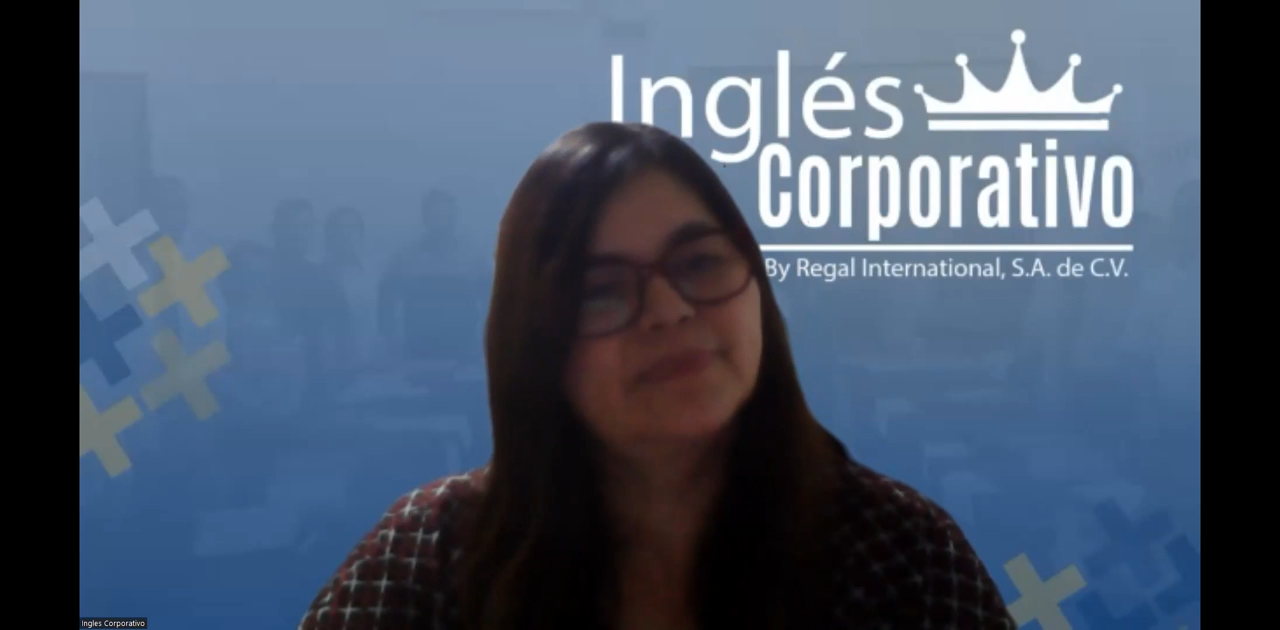 Inglés
Corporativo
By Regal International, S.A. de C.V.
Ingles Corporativo